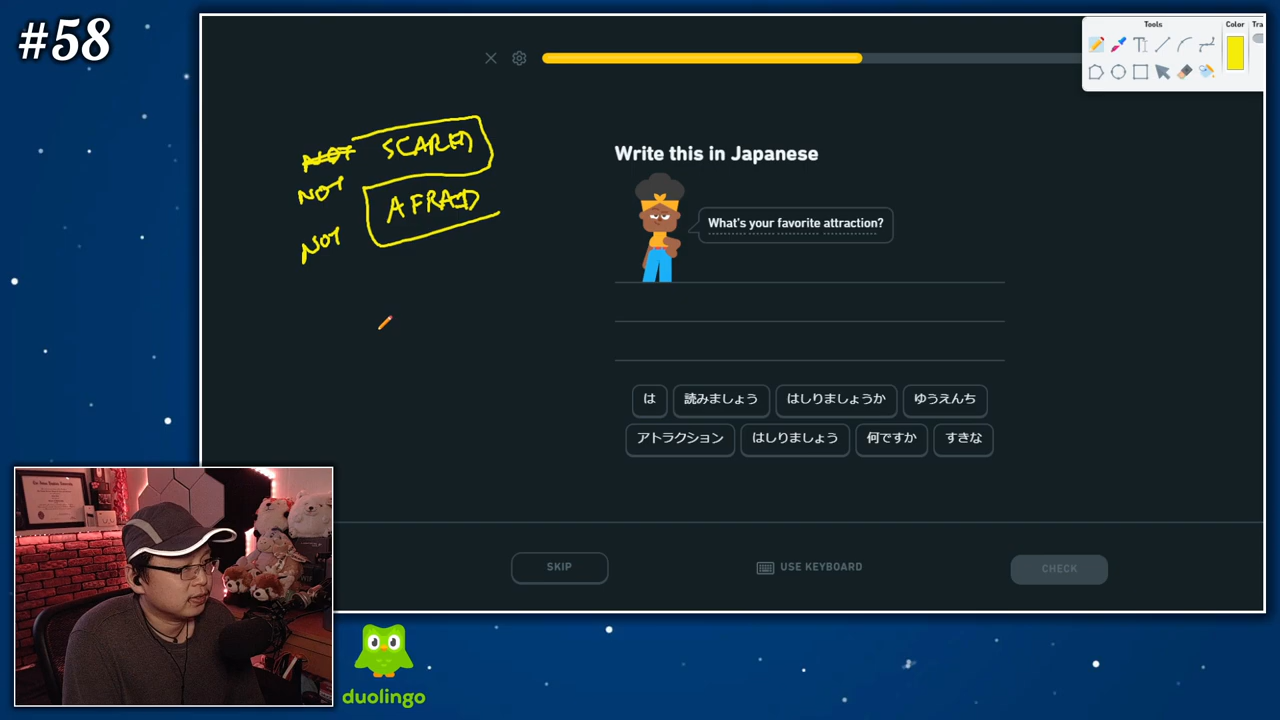 #58
Tools
Color
Tra
NOT SCARED
NOT
AFRAID
NOT
Write this in Japanese
What's your favorite attraction?
は 読みましょう はしりましょうか ゆうえんち
アトラクション はしりましょう 何ですか すきな
SKIP
USE KEYBOARD
CHECK
duolingo